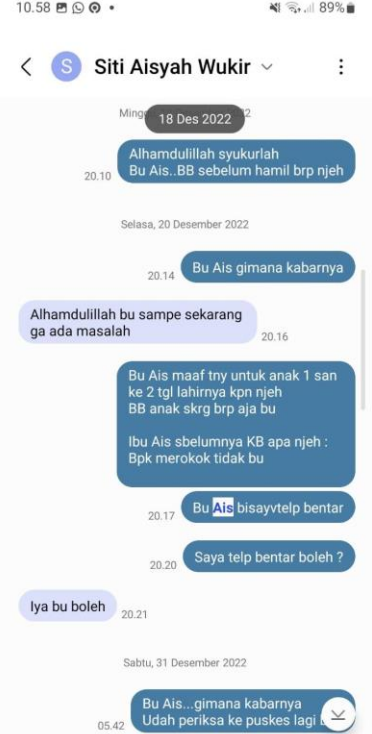 10.58
89%
Siti Aisyah Wukir
S
18 Des 2022
Alhamdulillah syukurlah
Bu Ais..BB sebelum hamil brp njeh
20.10
Selasa, 20 Desember 2022
Bu Ais gimana kabarnya
20.14
Alhamdulillah bu sampe sekarang
ga ada masalah
20.16
Bu Ais maaf tny untuk anak 1 san
ke 2 tgl lahirnya kpn njeh
BB anak skrg brp aja bu
Ibu Ais sbelumnya KB apa njeh :
Bpk merokok tidak bu
Bu Ais bisayvtelp bentar
20.17
Saya telp bentar boleh ?
20.20
Iya bu boleh
20.21
Sabtu, 31 Desember 2022
Bu Ais...gimana kabarnya
Udah periksa ke puskes lagi
05.42